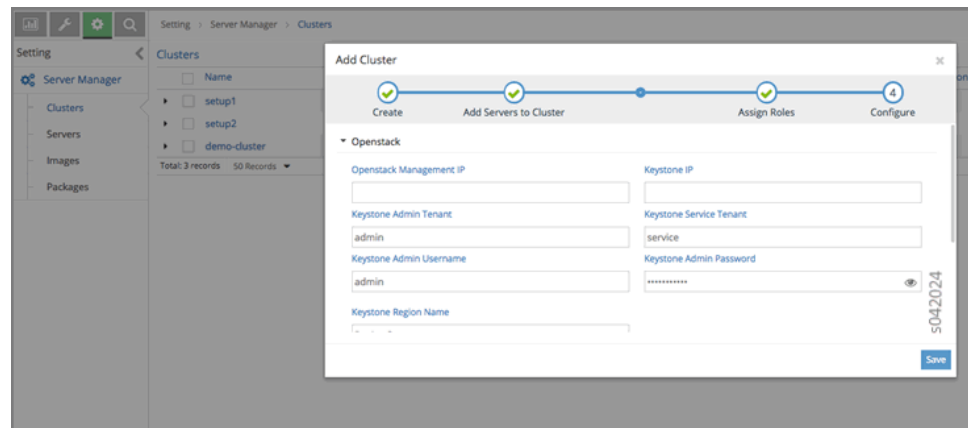 Setting > Server Manager > Clusters
Setting
Server Manager
Clusters
Servers
Images
Packages
Clusters
Name
setup1
setup2
demo-cluster
Total: 3 records 50 Records
Add Cluster
Create
Add Servers to Cluster
Assign Roles
4
Configure
Openstack
Openstack Management IP
Keystone IP
Keystone Admin Tenant
Keystone Service Tenant
admin
service
Keystone Admin Username
Keystone Admin Password
admin
•••••••••••
Keystone Region Name
Save
s042024